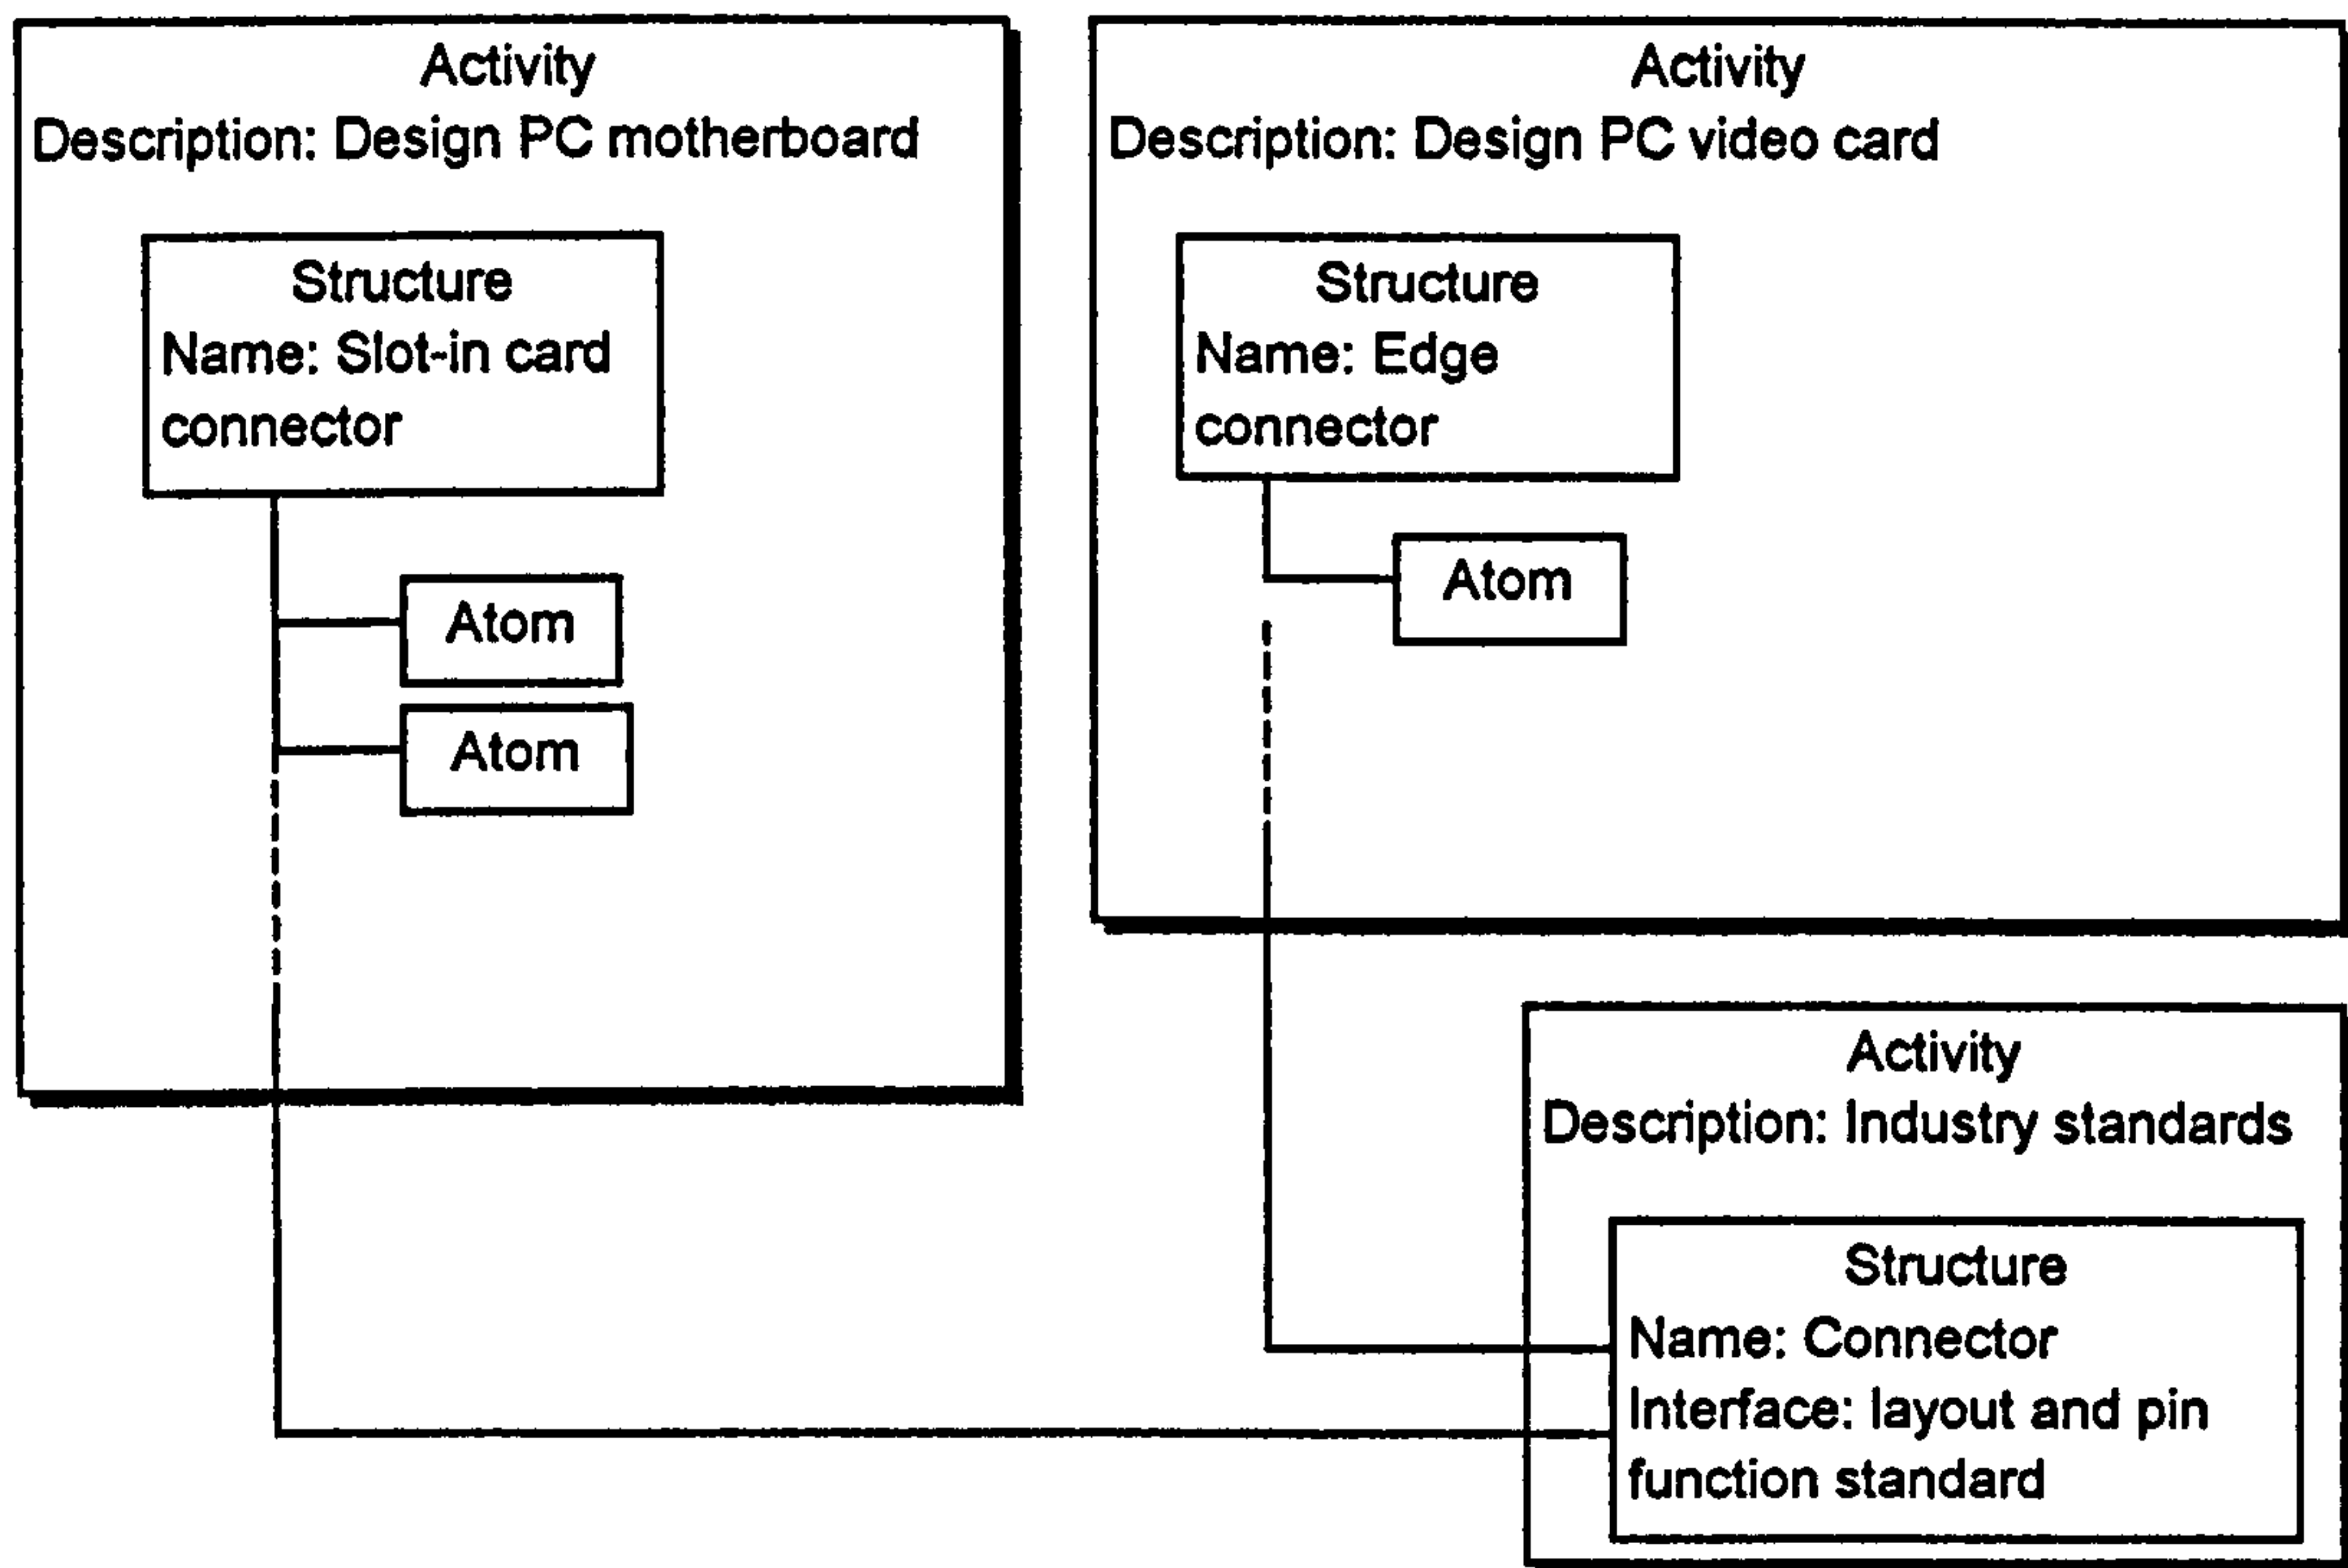 Activity
Description: Design PC motherboard
Structure
Name: Slot-in card
connector
Atom
Atom
Activity
Description: Design PC video card
Structure
Name: Edge
connector
Atom
Activity
Description: Industry standards
Structure
Name: Connector
Interface: layout and pin
function standard